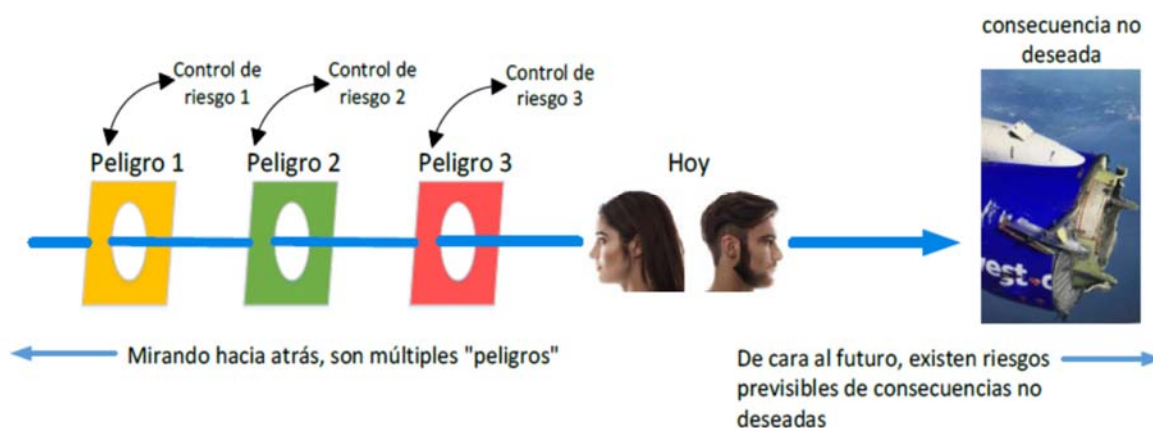 consecuencia no
deseada
Control de
riesgo 1
Control de
riesgo 2
Control de
riesgo 3
Peligro 1
Peligro 2
Peligro 3
Hoy
west.c
Mirando hacia atrás, son múltiples "peligros"
De cara al futuro, existen riesgos
previsibles de consecuencias no
deseadas